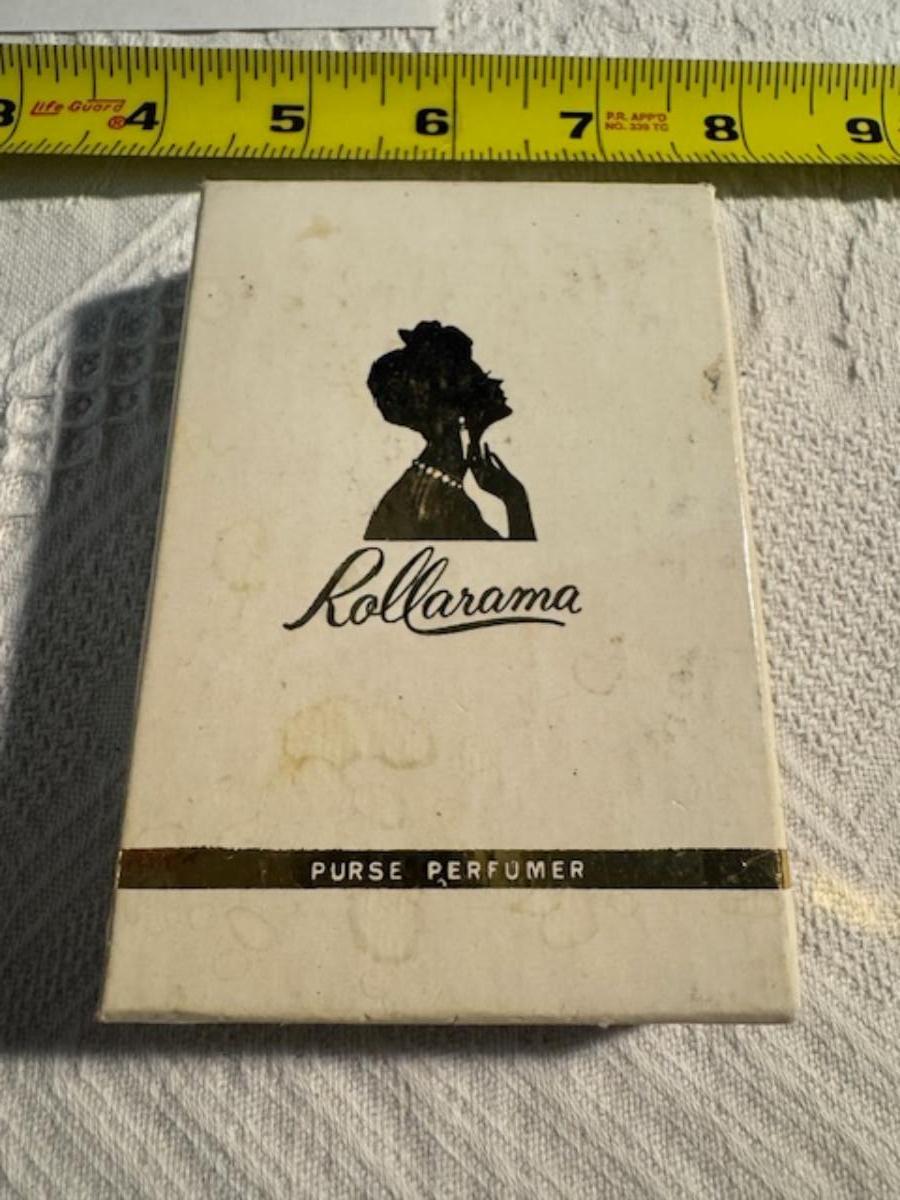 3 Life Guard ® 4 5 6 7 P.R. APP'D 8 9
NO. 339 TC
Rollarama
PURSE PERFUMER